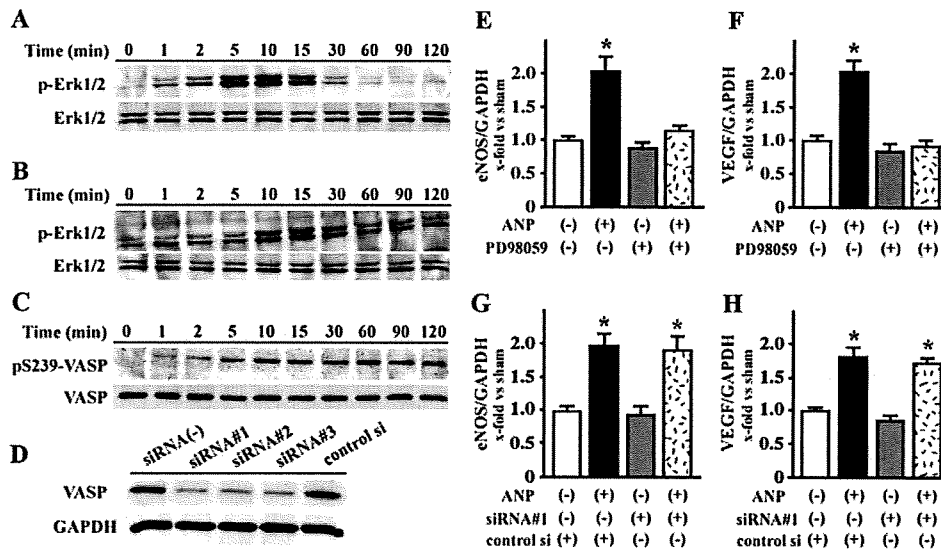 A
Time (min) 0 1 2 5 10 15 30 60 90 120
p-Erk1/2
Erk1/2
B
Time (min) 0 1 2 5 10 15 30 60 90 120
p-Erk1/2
Erk1/2
C
Time (min) 0 1 2 5 10 15 30 60 90 120
pS239-VASP
VASP
D
siRNA(-) siRNA#1 siRNA#2 siRNA#3 control si
VASP
GAPDH
E
eNOS/GAPDH
x-fold vs sham
2.0
1.5
1.0
0.5
*
ANP (-) (+) (-) (+)
PD98059 (-) (-) (+) (+)
F
VEGF/GAPDH
x-fold vs sham
2.0
1.5
1.0
0.5
*
ANP (-) (+) (-) (+)
PD98059 (-) (-) (+) (+)
G
eNOS/GAPDH
x-fold vs sham
2.0
1.5
1.0
0.5
* *
ANP (-) (+) (-) (+)
siRNA#1 (-) (-) (+) (+)
control si (+) (+) (-) (-)
H
VEGF/GAPDH
x-fold vs sham
2.0
1.5
1.0
0.5
* *
ANP (-) (+) (-) (+)
siRNA#1 (-) (-) (+) (+)
control si (+) (+) (-) (-)